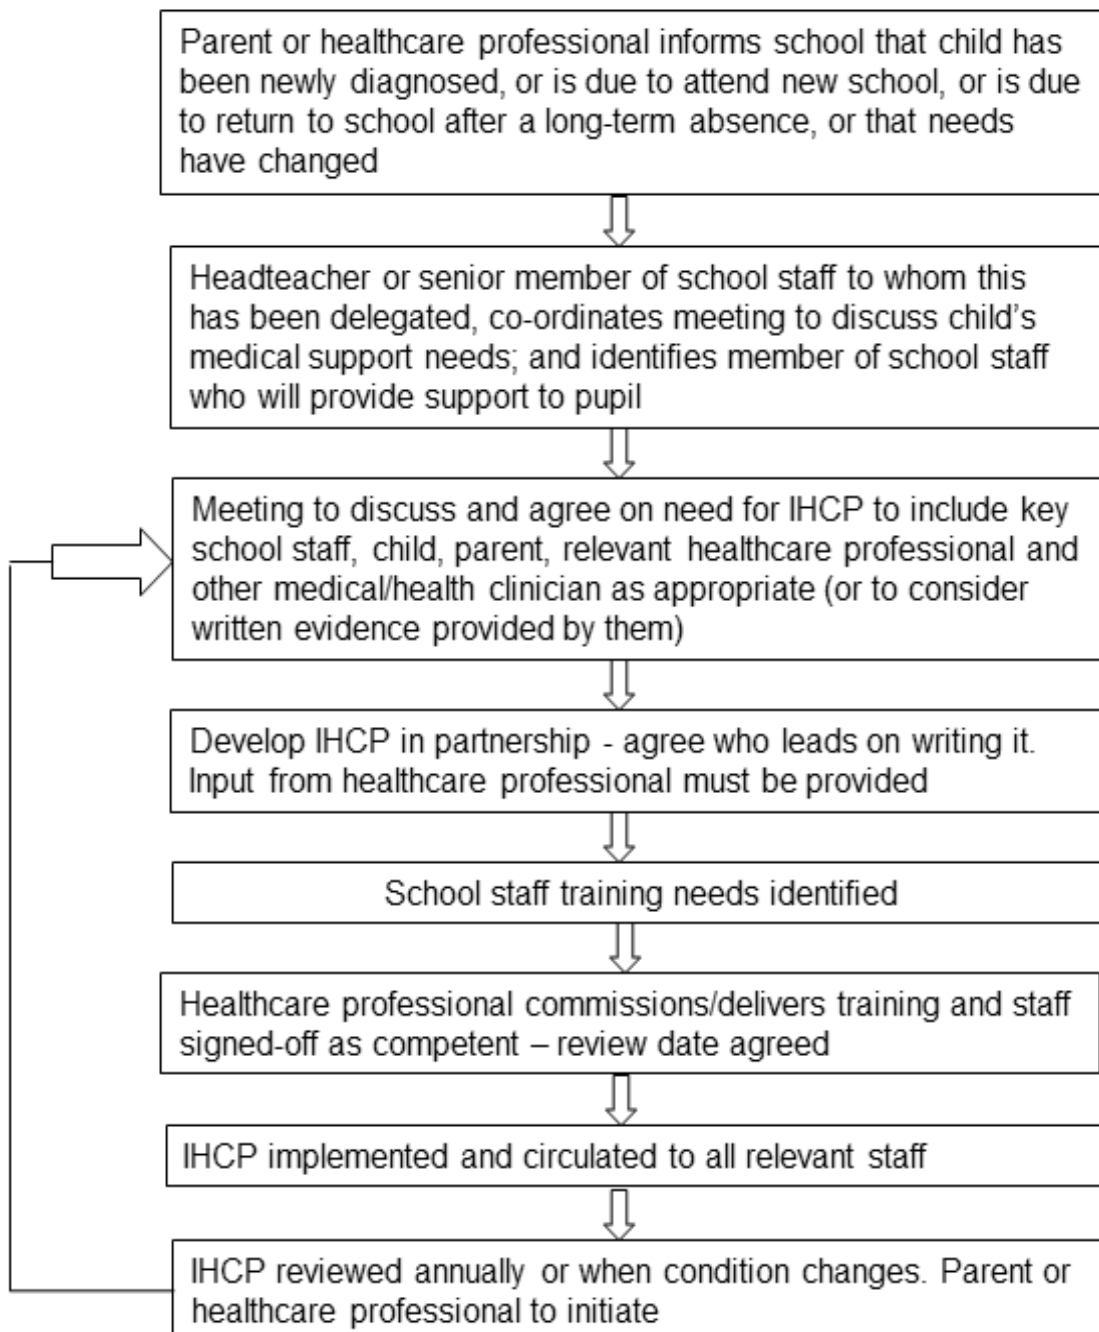 Parent or healthcare professional informs school that child has
been newly diagnosed, or is due to attend new school, or is due
to return to school after a long-term absence, or that needs
have changed
Headteacher or senior member of school staff to whom this
has been delegated, co-ordinates meeting to discuss child's
medical support needs; and identifies member of school staff
who will provide support to pupil
Meeting to discuss and agree on need for IHCP to include key
school staff, child, parent, relevant healthcare professional and
other medical/health clinician as appropriate (or to consider
written evidence provided by them)
Develop IHCP in partnership - agree who leads on writing it.
Input from healthcare professional must be provided
School staff training needs identified
Healthcare professional commissions/delivers training and staff
signed-off as competent – review date agreed
IHCP implemented and circulated to all relevant staff
IHCP reviewed annually or when condition changes. Parent or
healthcare professional to initiate